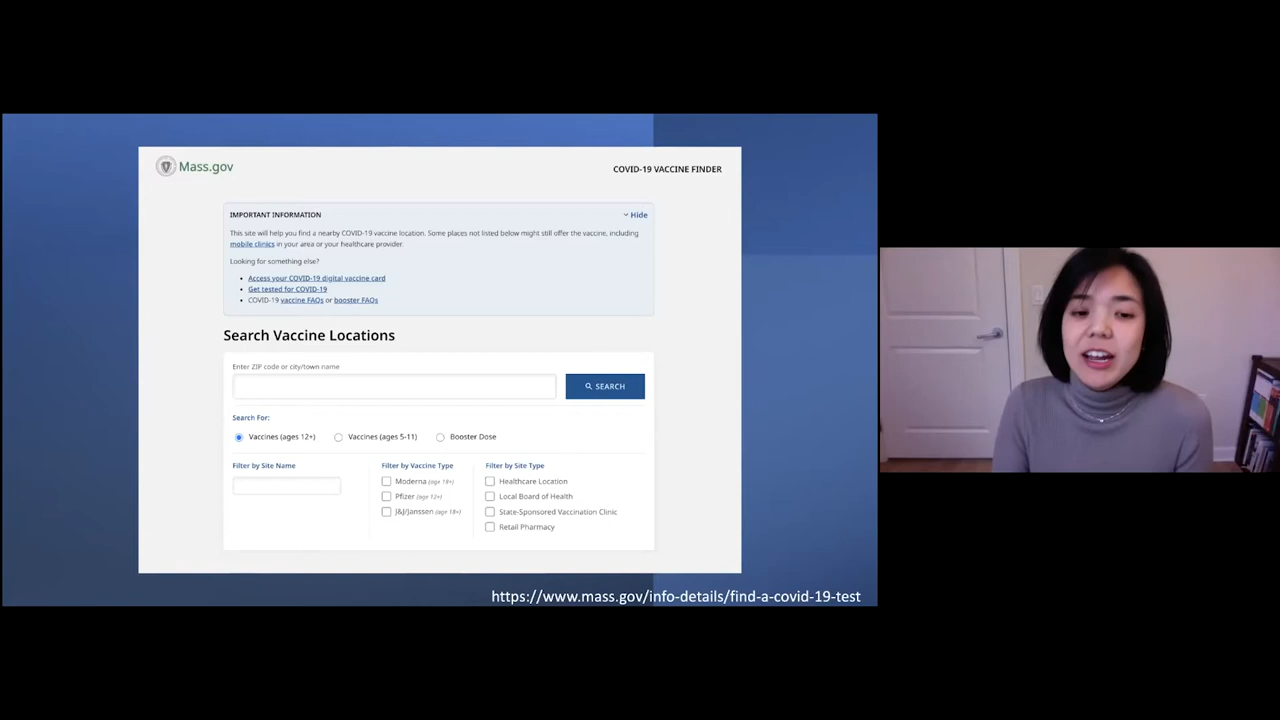 Mass.gov
COVID-19 VACCINE FINDER
IMPORTANT INFORMATION
Hide
This site will help you find a nearby COVID-19 vaccine location. Some places not listed below might still offer the vaccine, including
mobile clinics in your area or your healthcare provider.
Looking for something else?
• Access your COVID-19 digital vaccine card
• Get tested for COVID-19
• COVID-19 vaccine FAQs or booster FAQs
Search Vaccine Locations
Enter ZIP code or city/town name
SEARCH
Search For:
Vaccines (ages 12+)
Vaccines (ages 5-11)
Booster Dose
Filter by Site Name
Filter by Vaccine Type
Moderna (age 18+)
Pfizer (age 12+)
J&J/Janssen (age 18+)
Filter by Site Type
Healthcare Location
Local Board of Health
State-Sponsored Vaccination Clinic
Retail Pharmacy
https://www.mass.gov/info-details/find-a-covid-19-test